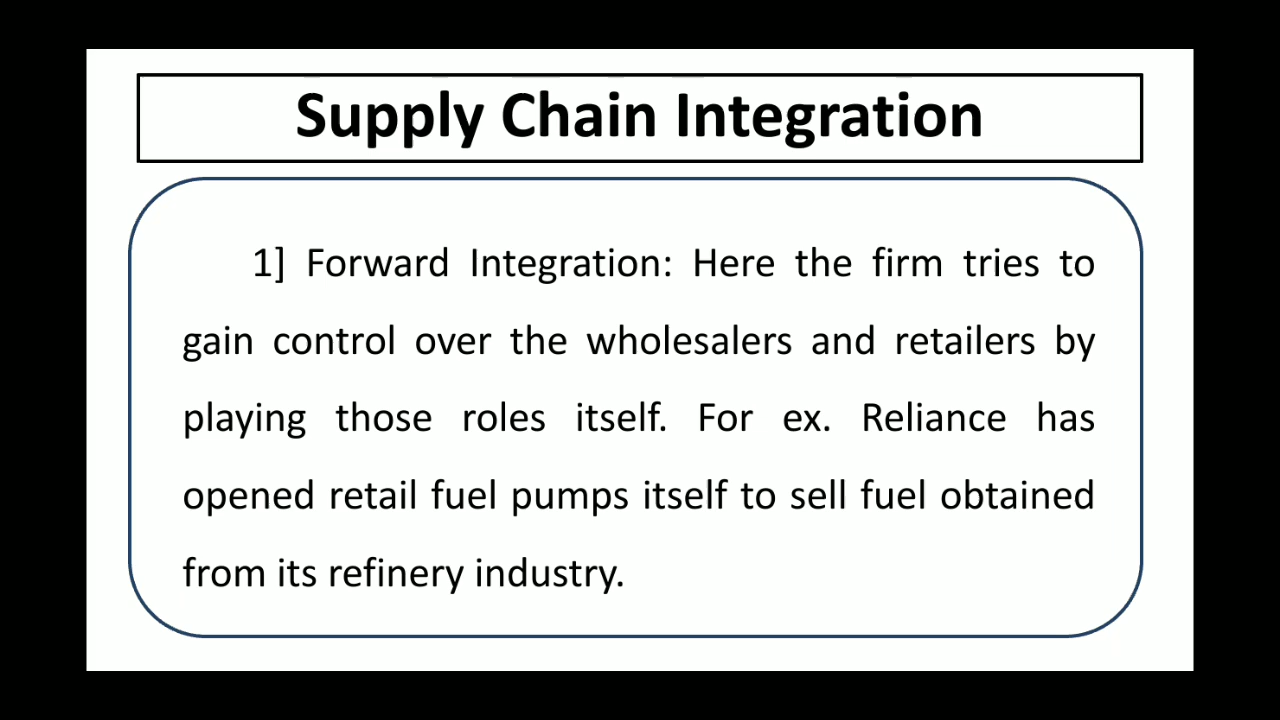 Supply Chain Integration
1] Forward Integration: Here the firm tries to
gain control over the wholesalers and retailers by
playing those roles itself. For ex. Reliance has
opened retail fuel pumps itself to sell fuel obtained
from its refinery industry.